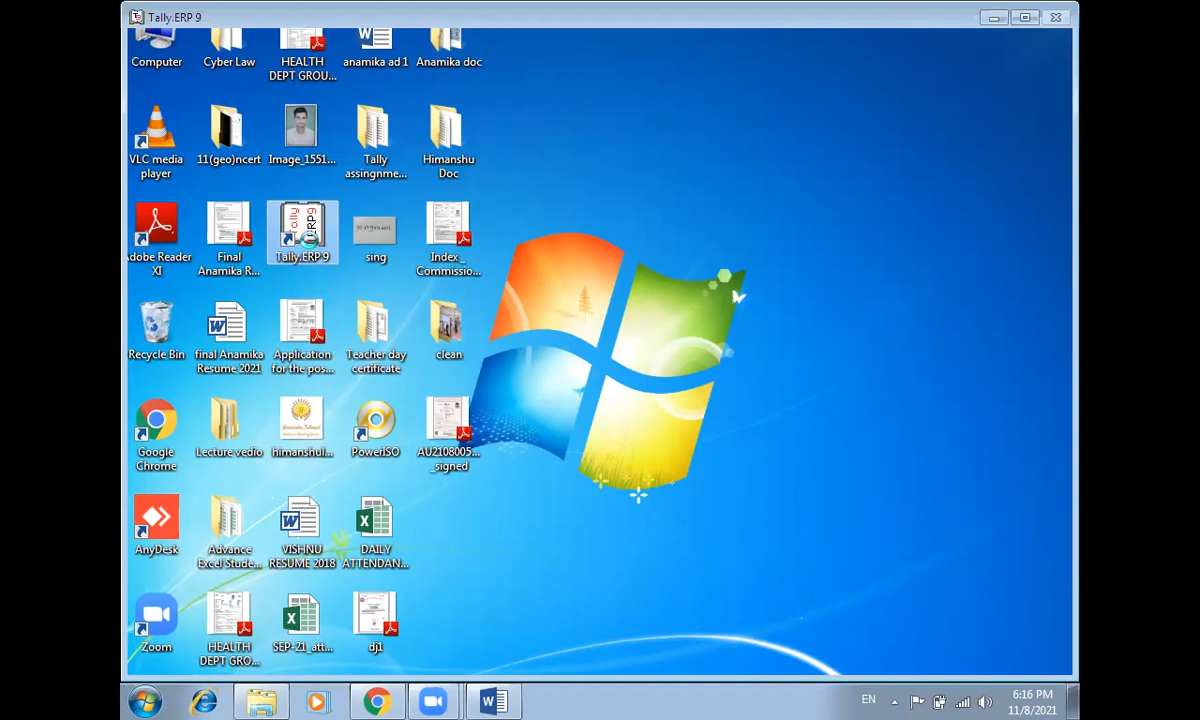 Tally.ERP 9
Computer
Cyber Law
HEALTH
DEPT GROU...
anamika ad 1
Anamika doc
VLC media
player
11(geo)ncert
Image_1551...
Tally
assingnme...
Himanshu
Doc
Adobe Reader
XI
Final
Anamika R...
Tally.ERP 9
sing
Index _
Commissio...
Recycle Bin
final Anamika
Resume 2021
Application
for the pos...
Teacher day
certificate
clean
Google
Chrome
Lecture vedio
himanshul...
PowerISO
AU2108005...
_signed
AnyDesk
Advance
Excel Stude...
VISHNU
RESUME 2018
DAILY
ATTENDAN...
Zoom
HEALTH
DEPT GRO...
SEP-21_att...
dj1
EN
6:16 PM
11/8/2021